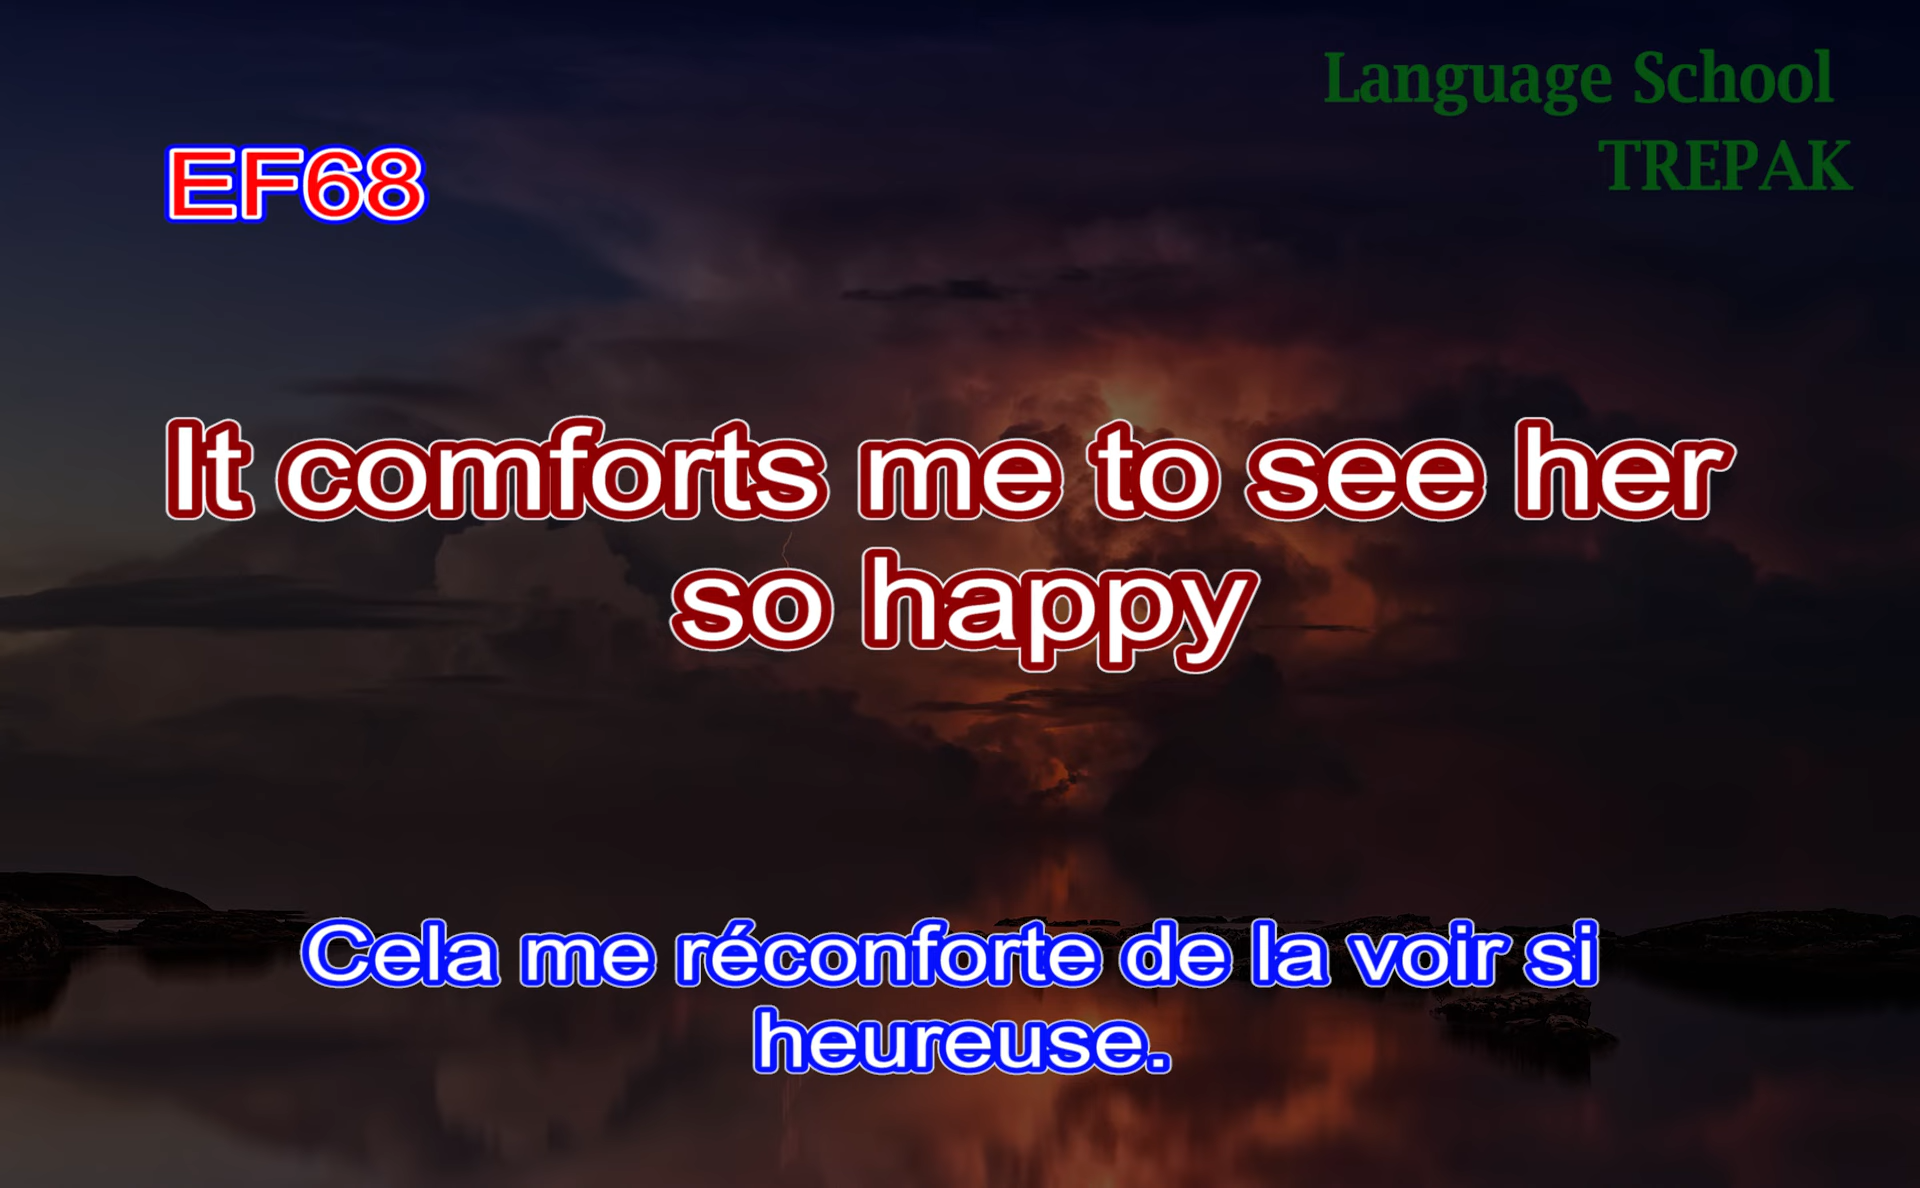 Language School
TREPAK
EF68
It comforts me to see her
so happy
Cela me réconforte de la voir si
heureuse.